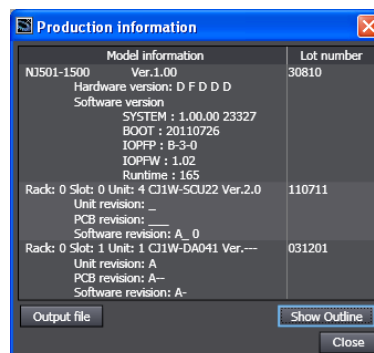 Production information
Model information Lot number
NJ501-1500 Ver.1.00 30810
Hardware version: D F D D D
Software version
SYSTEM : 1.00.00 23327
BOOT : 20110726
IOPFP : B-3-0
IOPFW : 1.02
Runtime : 165
Rack: 0 Slot: 0 Unit: 4 CJ1W-SCU22 Ver.2.0 110711
Unit revision: _
PCB revision: ___
Software revision: A_ 0
Rack: 0 Slot: 1 Unit: 1 CJ1W-DA041 Ver.--- 031201
Unit revision: A
PCB revision: A--
Software revision: A-
Output file Show Outline
Close